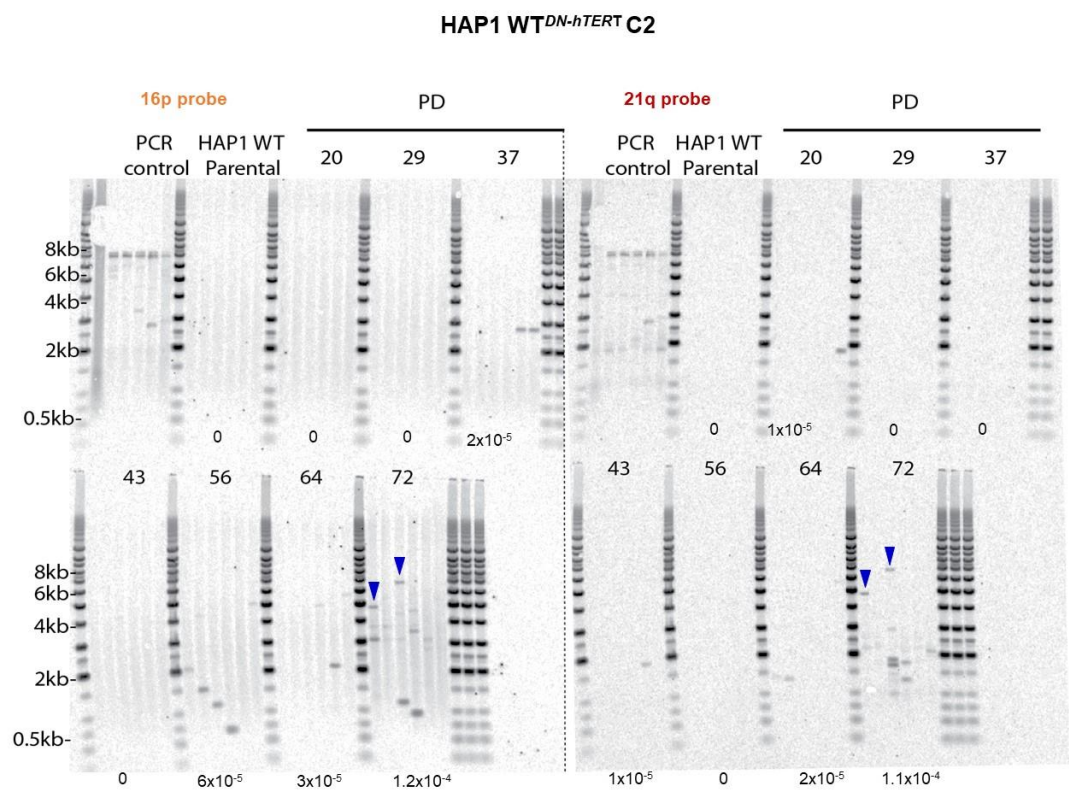 HAP1 WT^DN-hTERT C2
16p probe PD 21q probe PD
PCR control HAP1 WT Parental 20 29 37 PCR control HAP1 WT Parental 20 29 37
8kb-
6kb-
4kb-
2kb-
0.5kb-
0 0 0 2x10⁻⁵ 0 1x10⁻⁵ 0 0
43 56 64 72 43 56 64 72
8kb-
6kb-
4kb-
2kb-
0.5kb-
0 6x10⁻⁵ 3x10⁻⁵ 1.2x10⁻⁴ 1x10⁻⁵ 0 2x10⁻⁵ 1.1x10⁻⁴